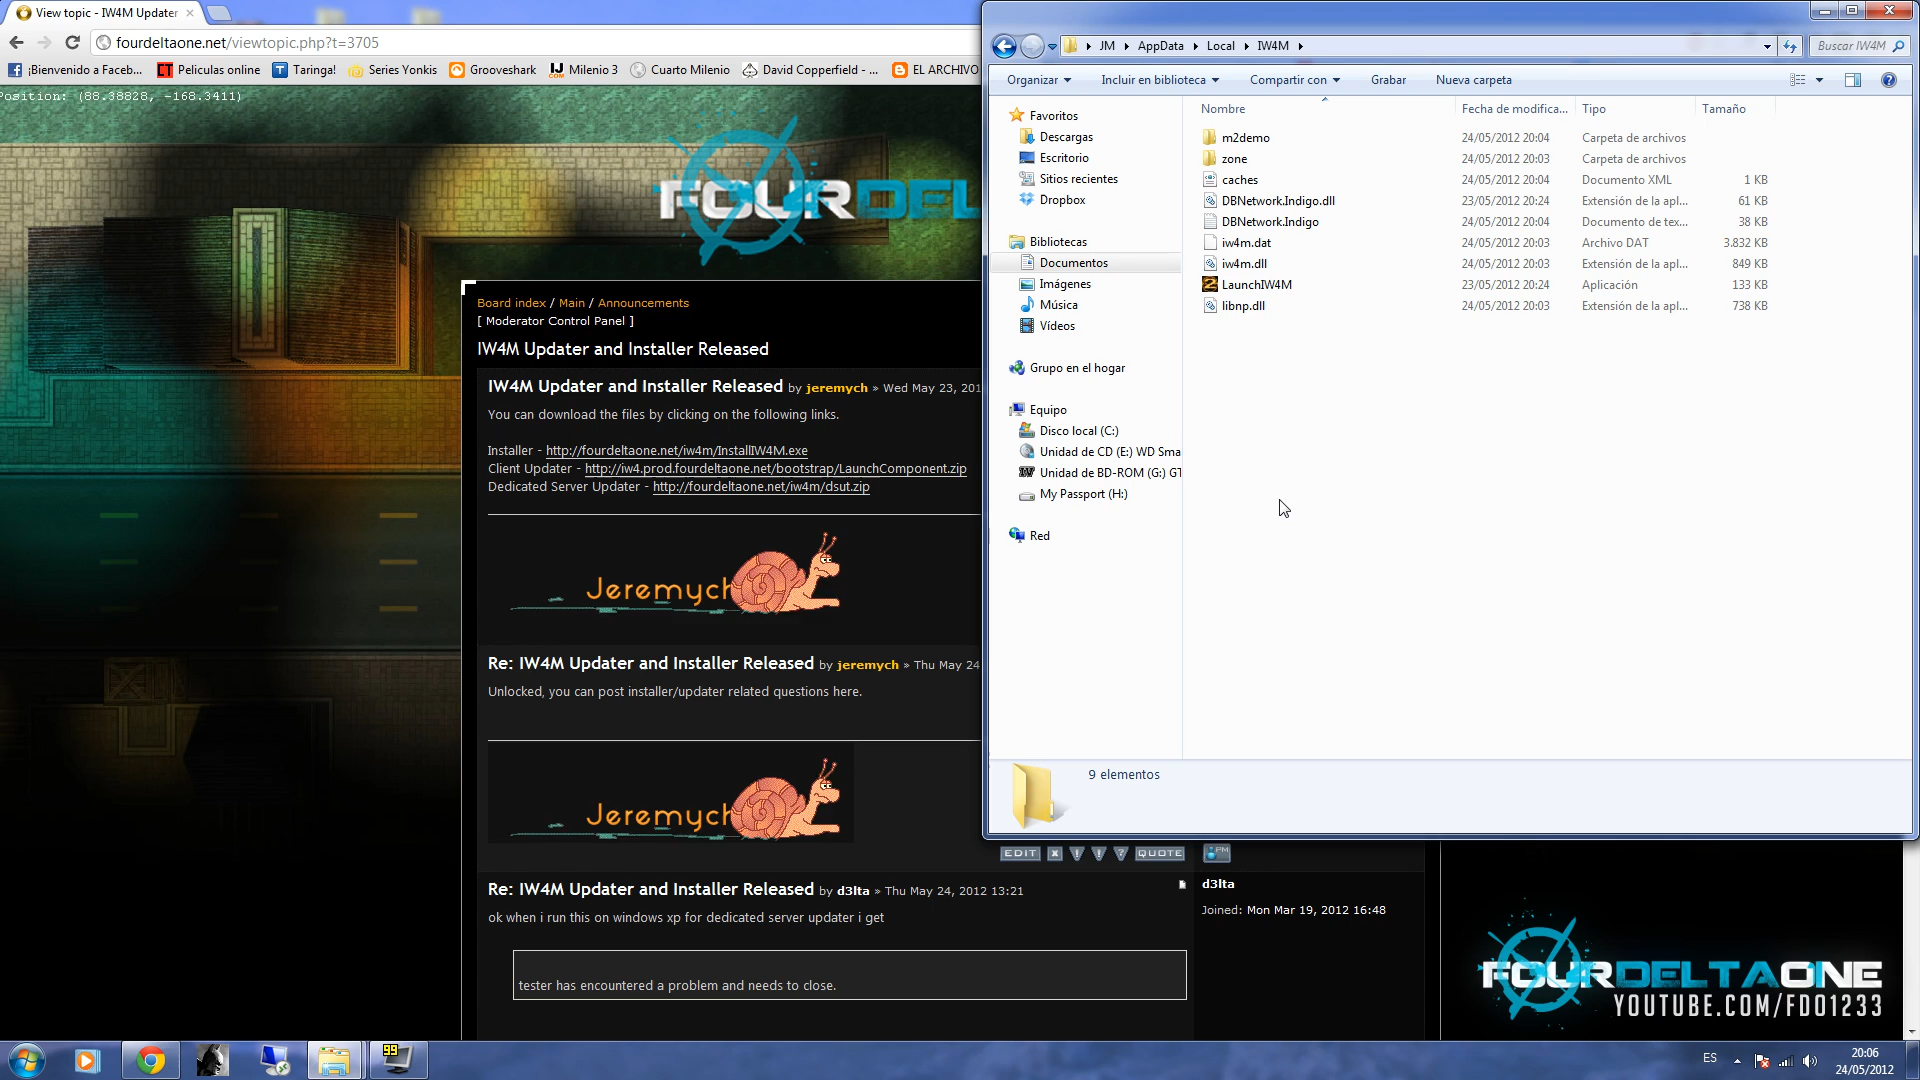 View topic - IW4M Updater
fourdeltaone.net/viewtopic.php?t=3705
¡Bienvenido a Faceb...
Peliculas online
Taringa!
Series Yonkis
Grooveshark
Milenio 3
Cuarto Milenio
David Copperfield - ...
EL ARCHIVO
Position: (88.38828, -168.3411)
FOURDEL
Board index / Main / Announcements
[ Moderator Control Panel ]
IW4M Updater and Installer Released
IW4M Updater and Installer Released by jeremych » Wed May 23, 201
You can download the files by clicking on the following links.
Installer - http://fourdeltaone.net/iw4m/InstallIW4M.exe
Client Updater - http://iw4.prod.fourdeltaone.net/bootstrap/LaunchComponent.zip
Dedicated Server Updater - http://fourdeltaone.net/iw4m/dsut.zip
Jeremych
Re: IW4M Updater and Installer Released by jeremych » Thu May 24
Unlocked, you can post installer/updater related questions here.
Jeremych
EDIT X ! ! ? QUOTE
PM
Re: IW4M Updater and Installer Released by d3lta » Thu May 24, 2012 13:21
ok when i run this on windows xp for dedicated server updater i get
tester has encountered a problem and needs to close.
d3lta
Joined: Mon Mar 19, 2012 16:48
JM AppData Local IW4M
Buscar IW4M
Organizar
Incluir en biblioteca
Compartir con
Grabar
Nueva carpeta
Favoritos
Descargas
Escritorio
Sitios recientes
Dropbox
Bibliotecas
Documentos
Imágenes
Música
Vídeos
Grupo en el hogar
Equipo
Disco local (C:)
Unidad de CD (E:) WD Sma
Unidad de BD-ROM (G:) GT
My Passport (H:)
Red
Nombre Fecha de modifica... Tipo Tamaño
m2demo 24/05/2012 20:04 Carpeta de archivos
zone 24/05/2012 20:03 Carpeta de archivos
caches 24/05/2012 20:04 Documento XML 1 KB
DBNetwork.Indigo.dll 23/05/2012 20:24 Extensión de la apl... 61 KB
DBNetwork.Indigo 24/05/2012 20:04 Documento de tex... 38 KB
iw4m.dat 24/05/2012 20:03 Archivo DAT 3.832 KB
iw4m.dll 24/05/2012 20:03 Extensión de la apl... 849 KB
LaunchIW4M 23/05/2012 20:24 Aplicación 133 KB
libnp.dll 24/05/2012 20:03 Extensión de la apl... 738 KB
9 elementos
FOURDELTAONE
YOUTUBE.COM/FDO1233
99
ES
20:06
24/05/2012